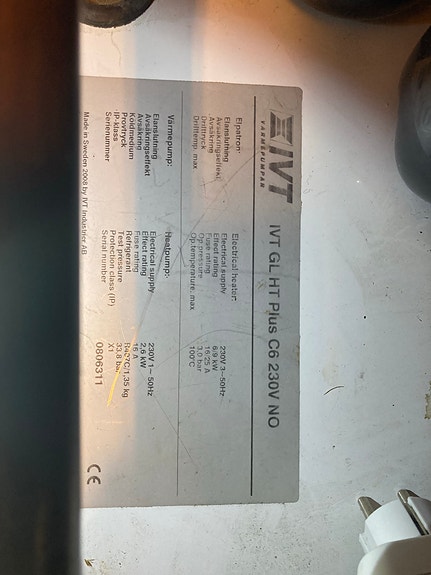 IVT
VÄRMEPUMPAR
IVT GL HT Plus C6 230V NO
Elpatron: Electrical heater:
Elanslutning Electrical supply 230V 3~50Hz
Avsäkringseffekt Effect rating 6,9 kW
Avsäkring Fuse rating 16/25 A
Drifttryck Op pressure 3,0 bar
Drifttemp. max Op.temperature, max 100°C
Värmepump: Heatpump:
Elanslutning Electrical supply 230V 1~ 50Hz
Avsäkringseffekt Effect rating 2,6 kW
Avsäkring Fuse rating 16 A
Köldmedium Refrigerant R407C/1,35 kg
Provtryck Test pressure 33,8 bar
IP-klass Protection class (IP) X1
Serienummer Serial number 0806311
Made in Sweden 2008 by IVT Industrier AB
CE